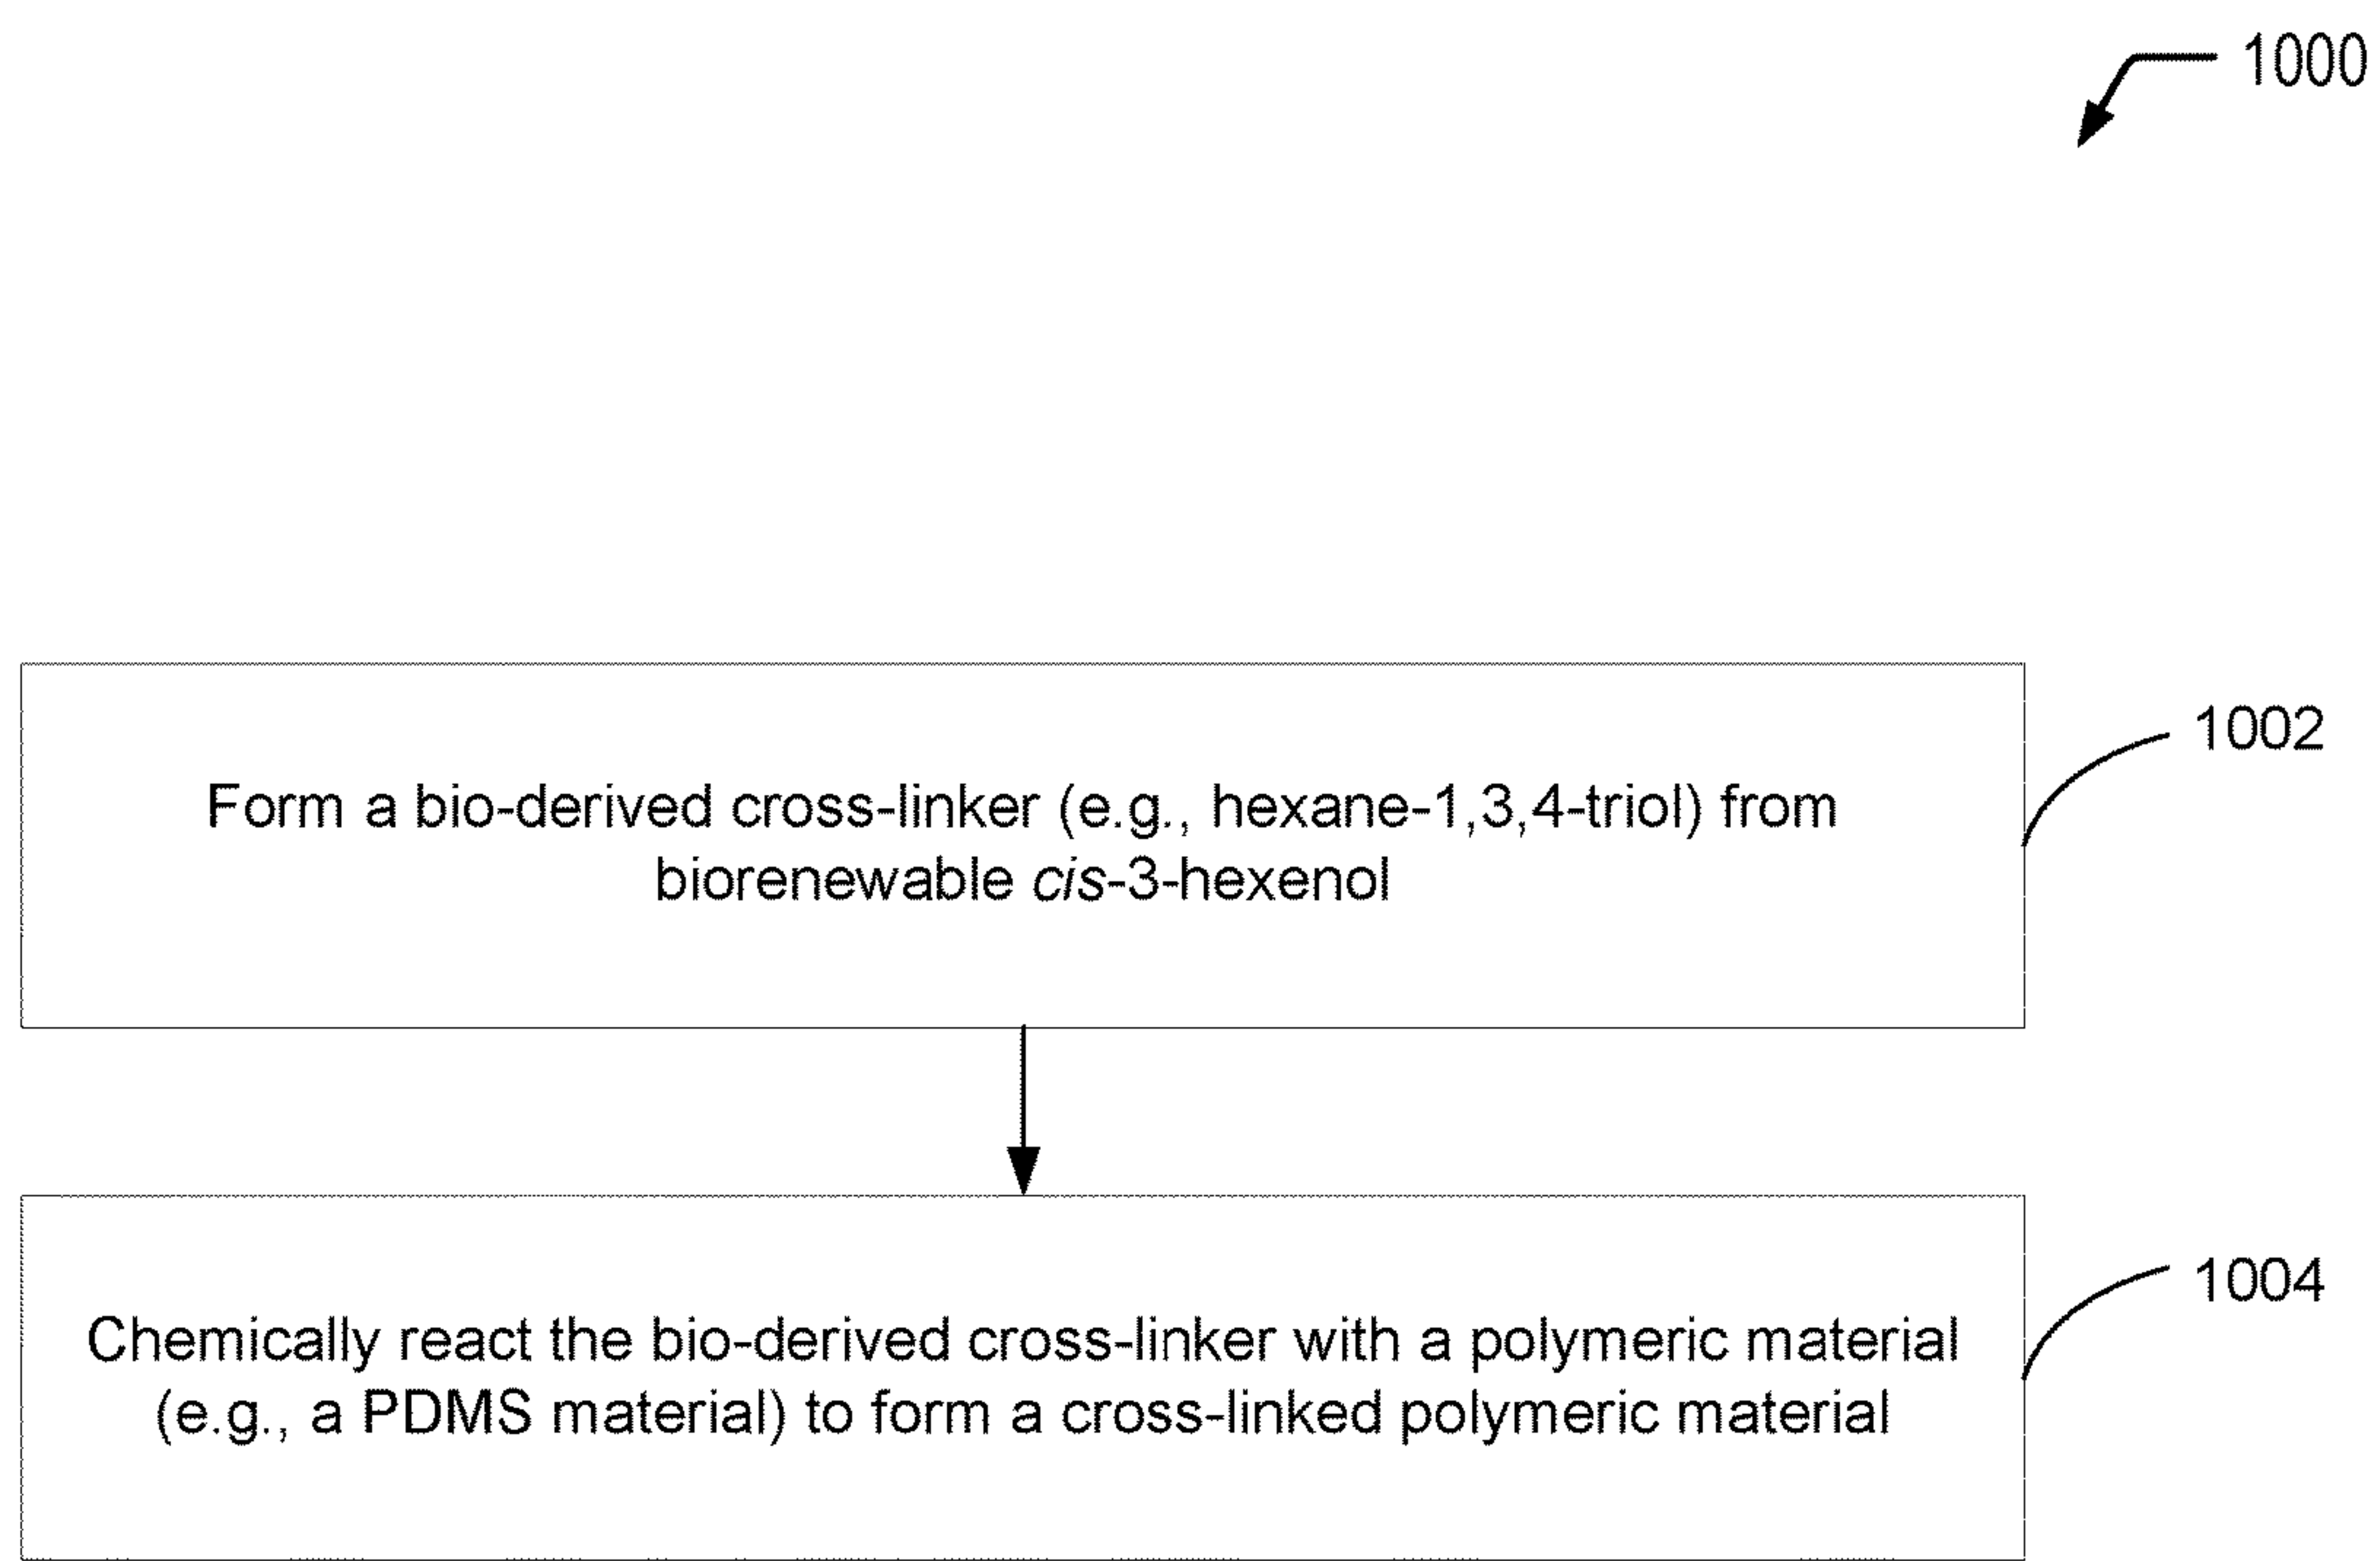 1000
Form a bio-derived cross-linker (e.g., hexane-1,3,4-triol) from
biorenewable cis-3-hexenol
1002
Chemically react the bio-derived cross-linker with a polymeric material
(e.g., a PDMS material) to form a cross-linked polymeric material
1004